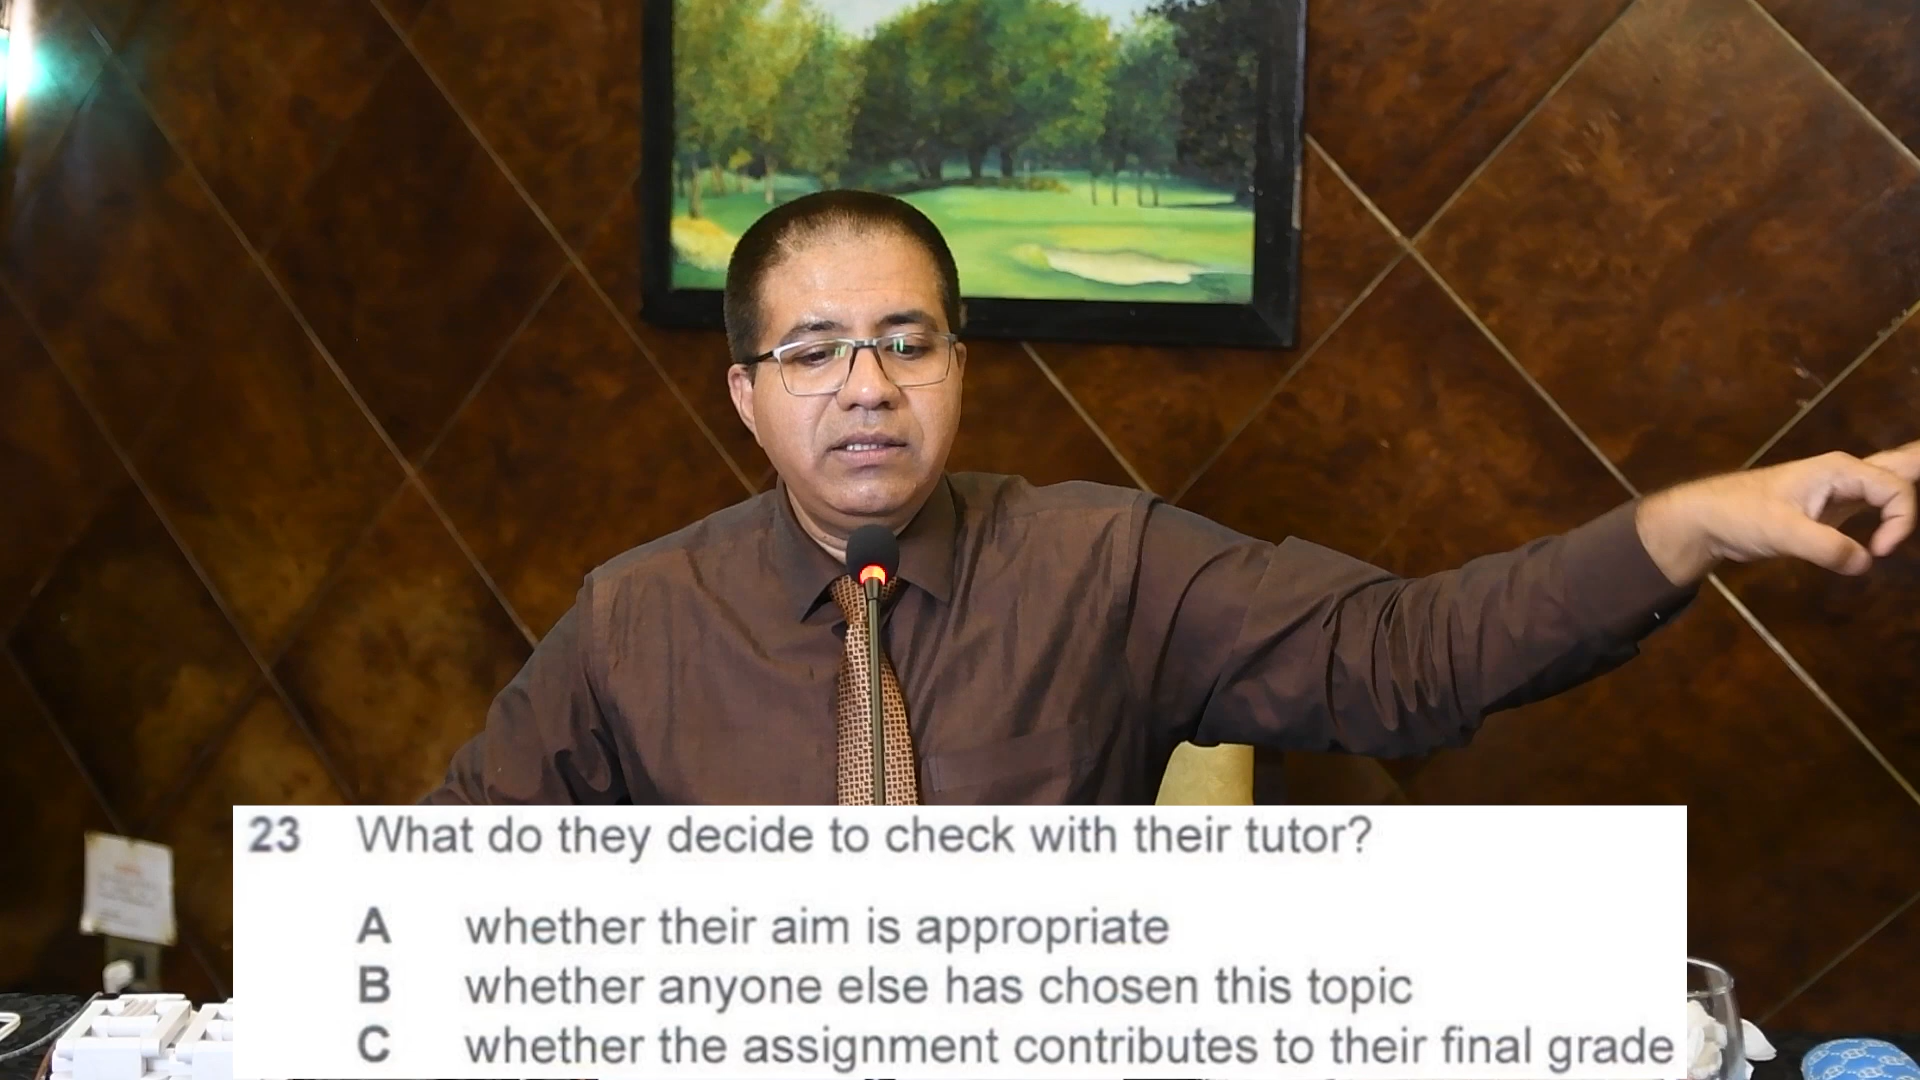 23 What do they decide to check with their tutor?
A whether their aim is appropriate
B whether anyone else has chosen this topic
C whether the assignment contributes to their final grade